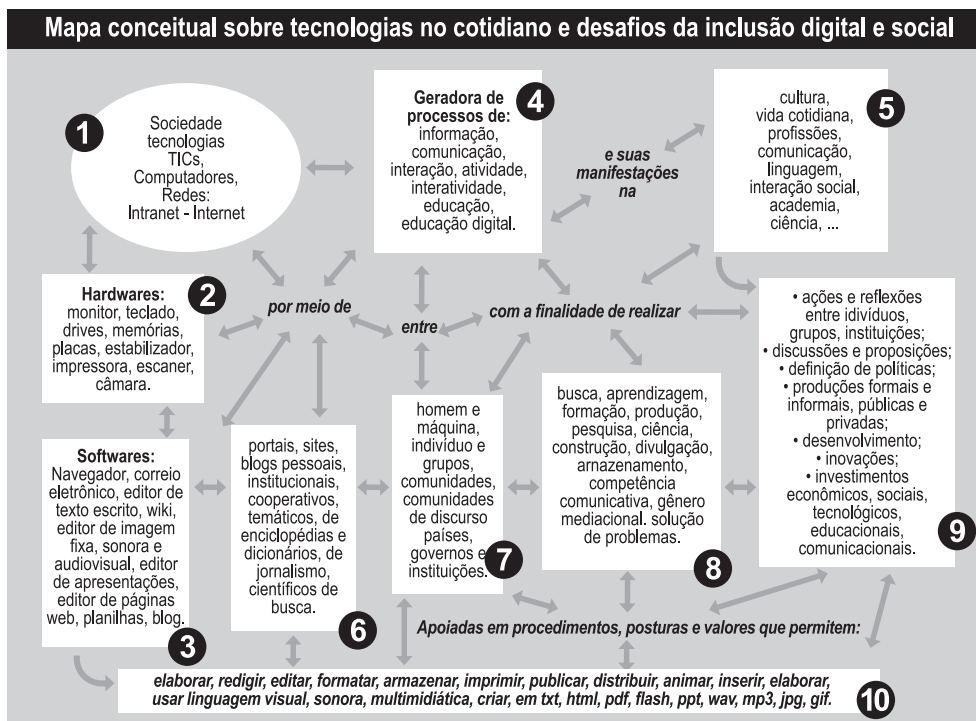 Mapa conceitual sobre tecnologias no cotidiano e desafios da inclusão digital e social
1
Sociedade
tecnologias
TICs,
Computadores,
Redes:
Intranet - Internet
4
Geradora de
processos de:
informação,
comunicação,
interação, atividade,
interatividade,
educação,
educação digital.
e suas
manifestações
na
5
cultura,
vida cotidiana,
profissões,
comunicação,
linguagem,
interação social,
academia,
ciência, ...
2
Hardwares:
monitor, teclado,
drives, memórias,
placas, estabilizador,
impressora, escaner,
câmara.
por meio de
entre
com a finalidade de realizar
9
• ações e reflexões
entre idivíduos,
grupos, instituições;
• discussões e proposições;
• definição de políticas;
• produções formais e
informais, públicas e
privadas;
• desenvolvimento;
• inovações;
• investimentos
econômicos, sociais,
tecnológicos,
educacionais,
comunicacionais.
3
Softwares:
Navegador, correio
eletrônico, editor de
texto escrito, wiki,
editor de imagem
fixa, sonora e
audiovisual, editor
de apresentações,
editor de páginas
web, planilhas, blog.
6
portais, sites,
blogs pessoais,
institucionais,
cooperativos,
temáticos, de
enciclopédias e
dicionários, de
jornalismo,
científicos de
busca.
7
homem e
máquina,
indivíduo e
grupos,
comunidades,
comunidades
de discurso
países,
governos e
instituições.
8
busca, aprendizagem,
formação, produção,
pesquisa, ciência,
construção, divulgação,
arnazenamento,
competência
comunicativa, gênero
mediacional. solução
de problemas.
Apoiadas em procedimentos, posturas e valores que permitem:
10
elaborar, redigir, editar, formatar, armazenar, imprimir, publicar, distribuir, animar, inserir, elaborar,
usar linguagem visual, sonora, multimidiática, criar, em txt, html, pdf, flash, ppt, wav, mp3, jpg, gif.